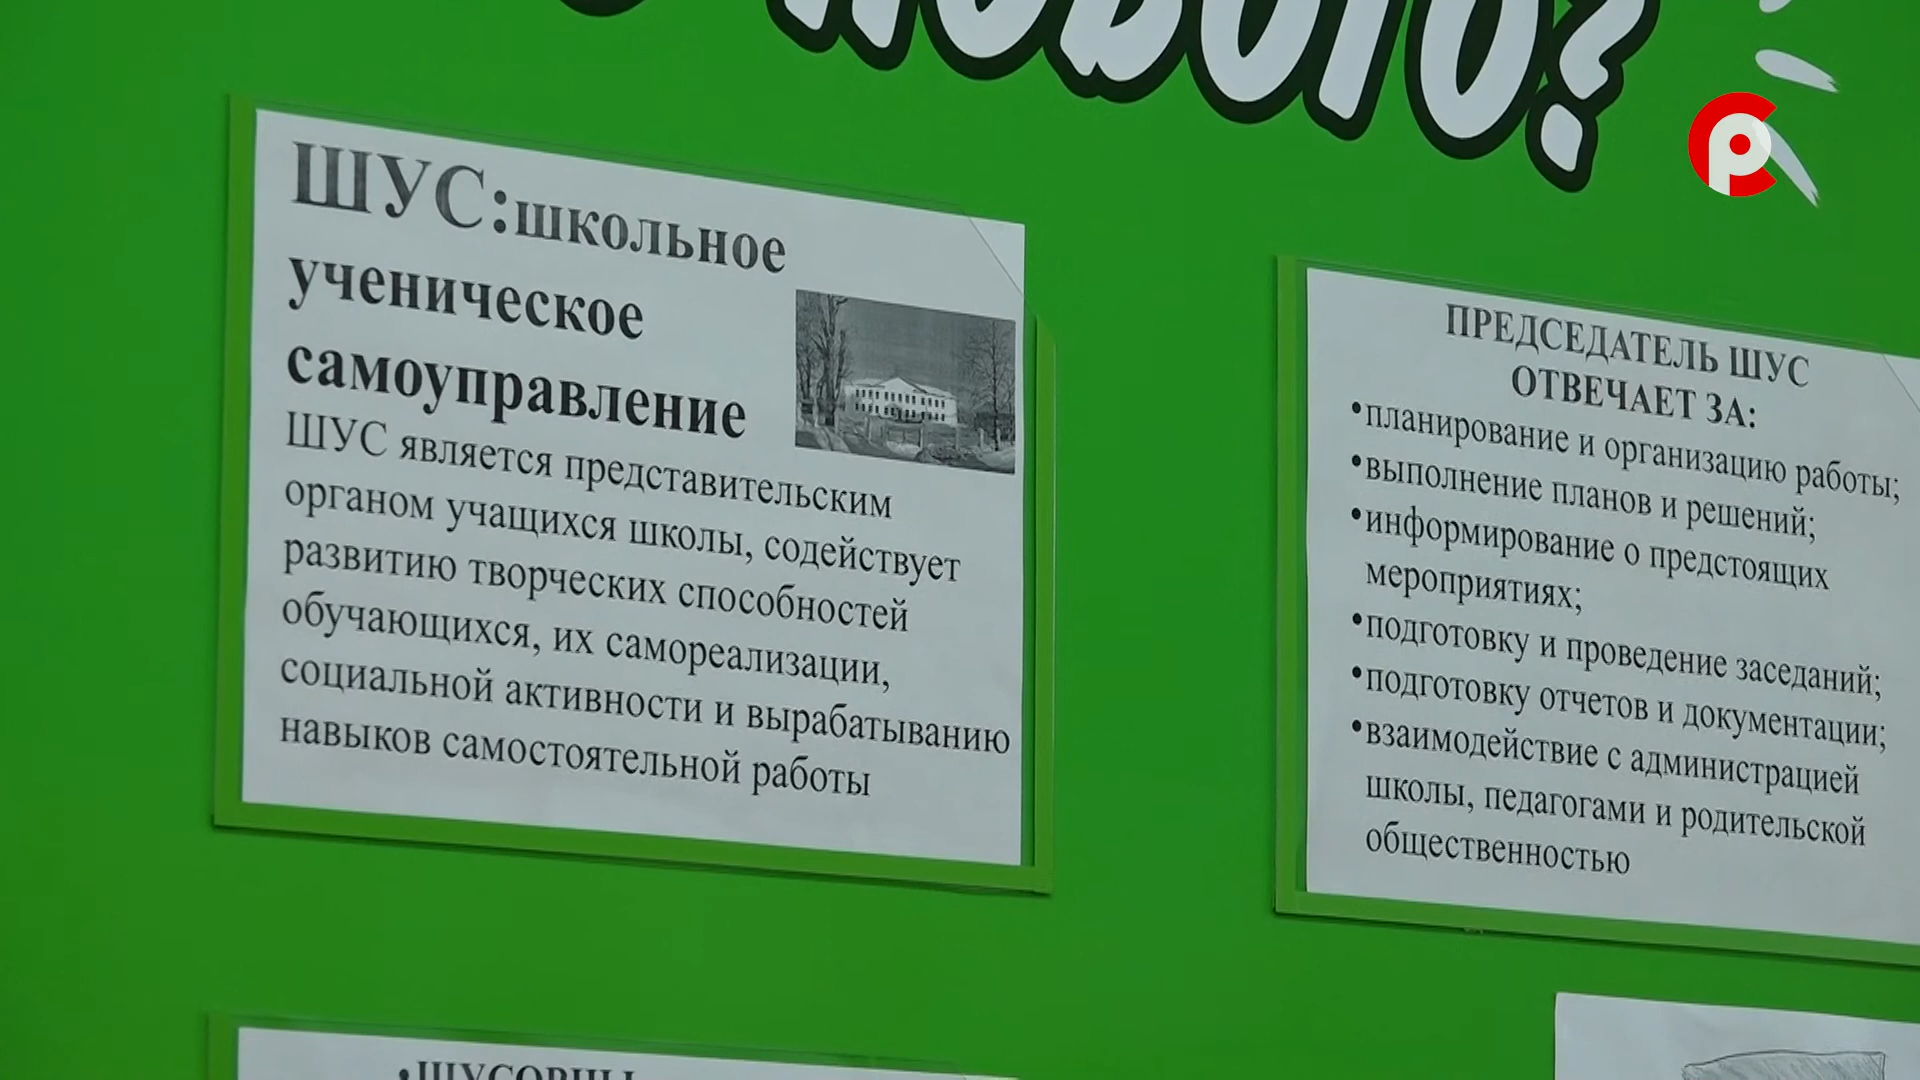 НОВОГО?
ШУС:школьное
ученическое
самоуправление
ШУС является представительским
органом учащихся школы, содействует
развитию творческих способностей
обучающихся, их самореализации,
социальной активности и вырабатыванию
навыков самостоятельной работы
ПРЕДСЕДАТЕЛЬ ШУС
ОТВЕЧАЕТ ЗА:
•планирование и организацию работы;
•выполнение планов и решений;
•информирование о предстоящих
мероприятиях;
•подготовку и проведение заседаний;
•подготовку отчетов и документации;
•взаимодействие с администрацией
школы, педагогами и родительской
общественностью